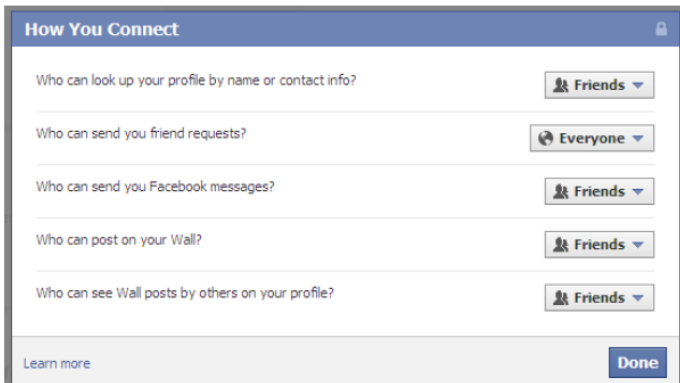 How You Connect
Who can look up your profile by name or contact info?
Friends
Who can send you friend requests?
Everyone
Who can send you Facebook messages?
Friends
Who can post on your Wall?
Friends
Who can see Wall posts by others on your profile?
Friends
Learn more
Done